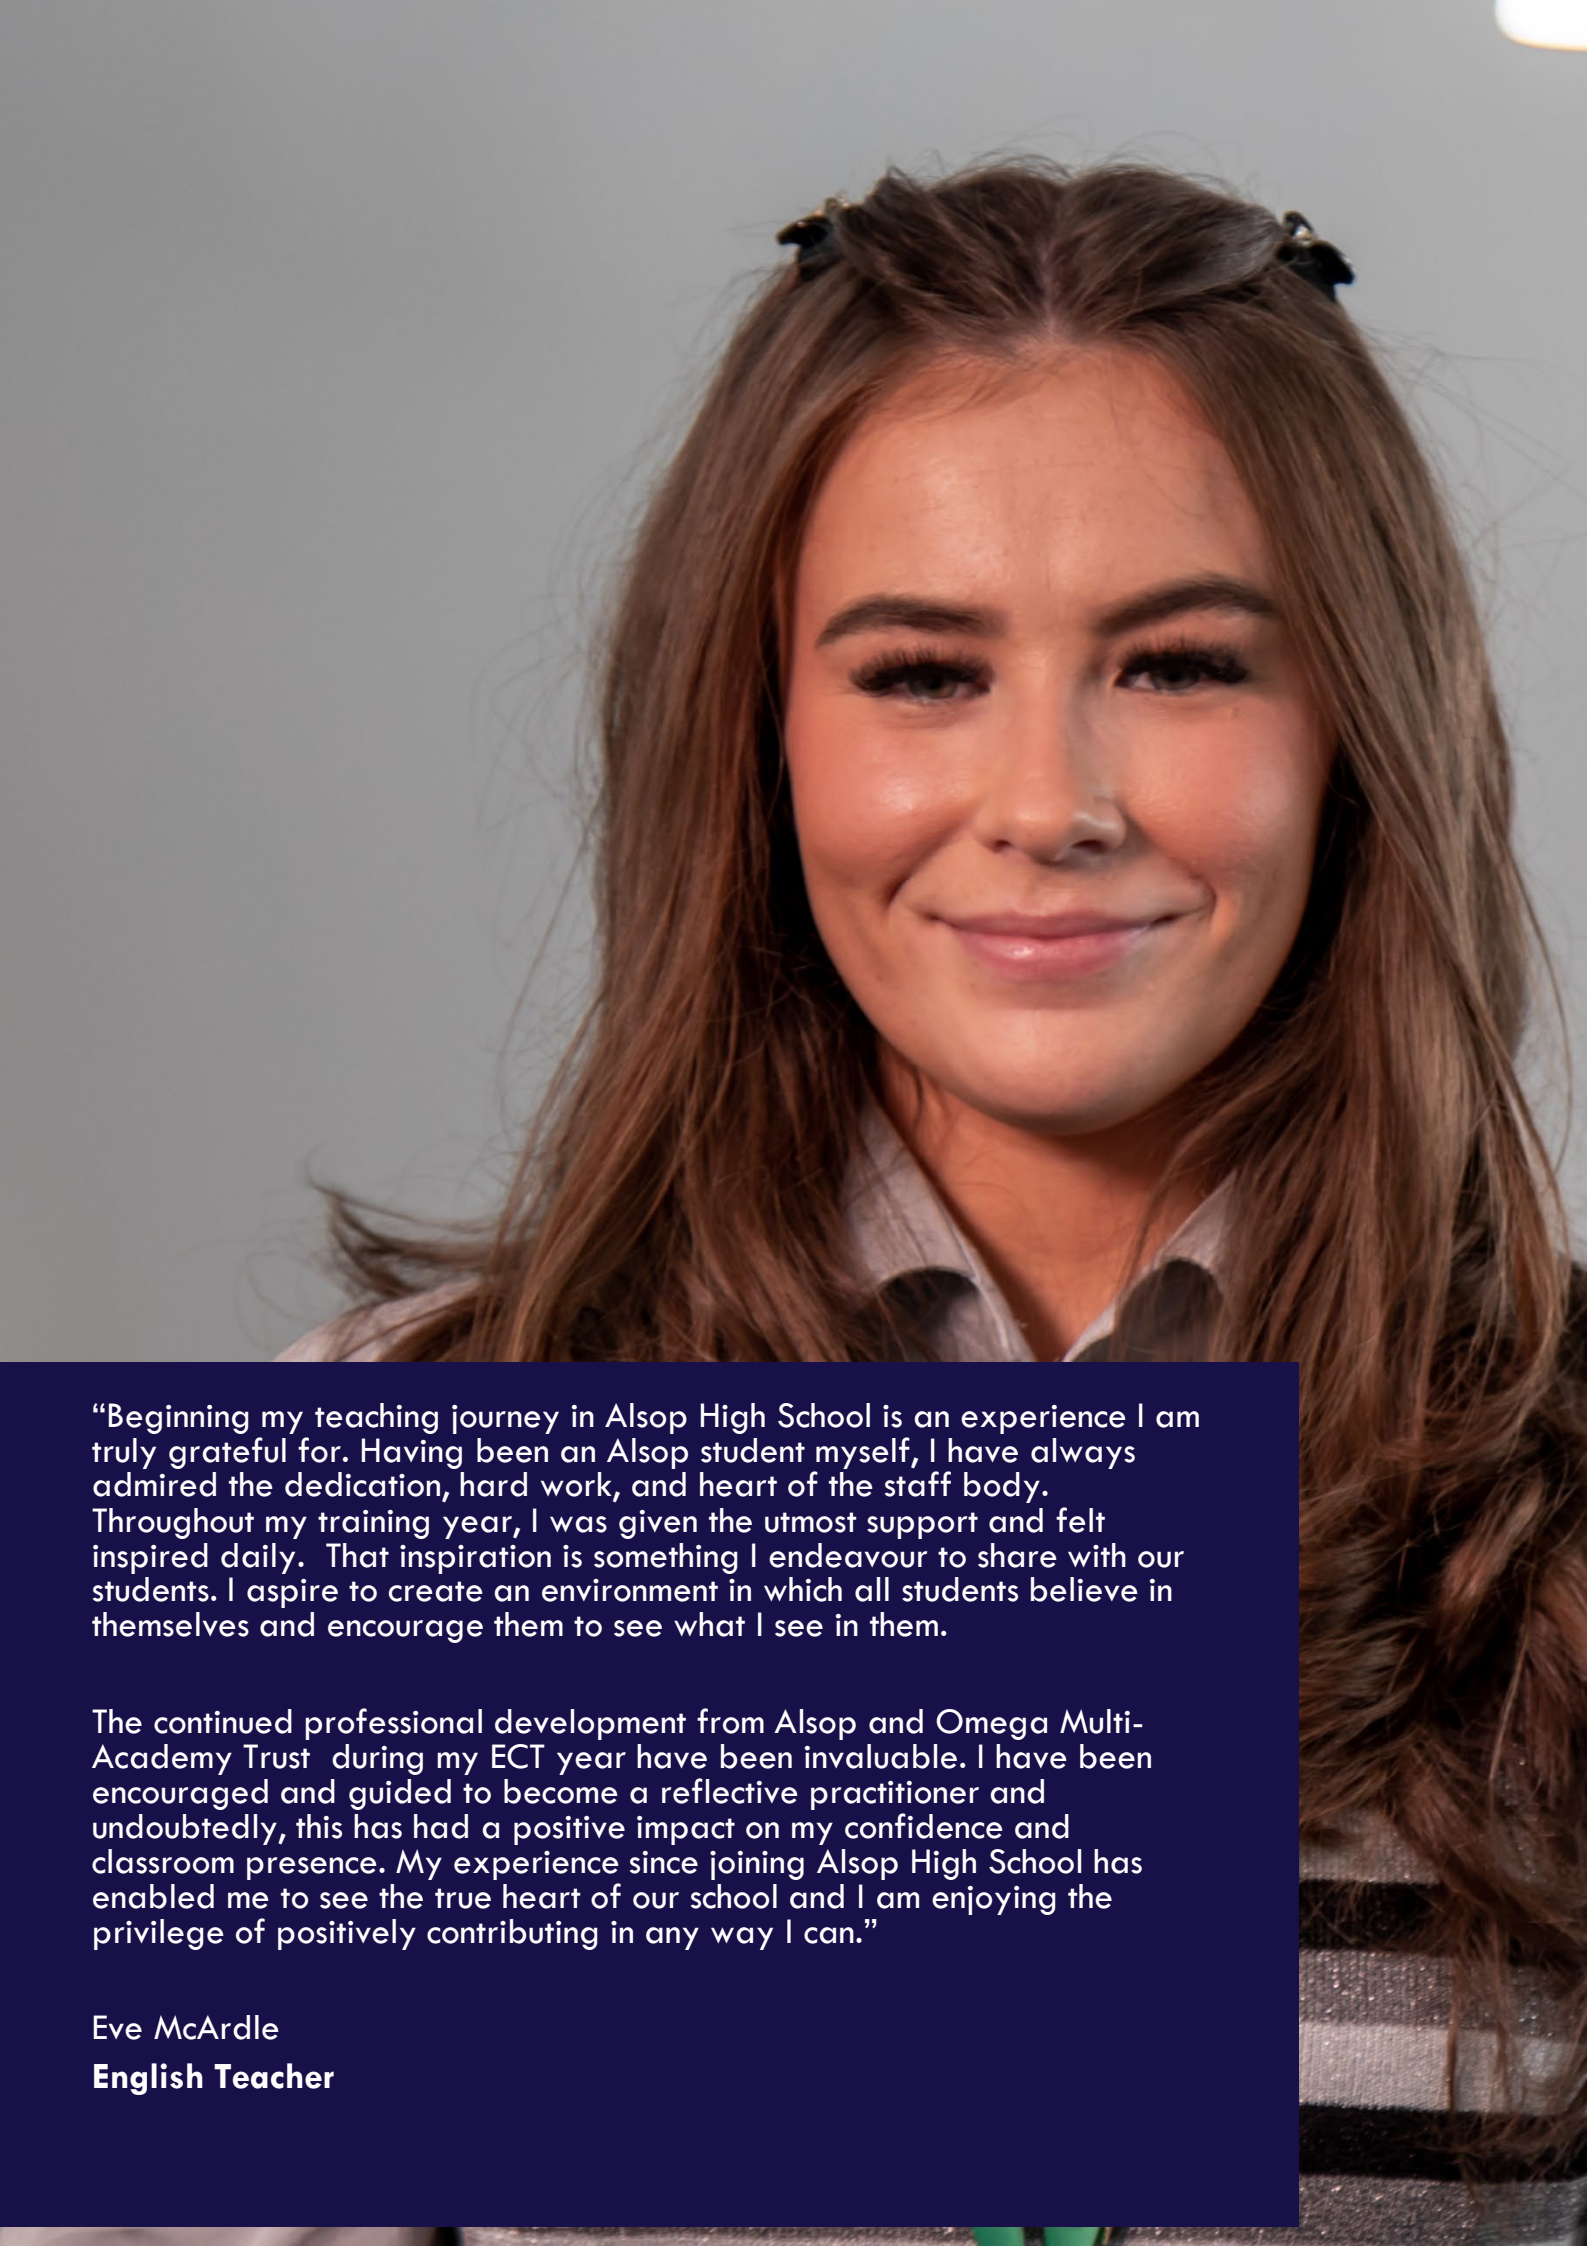 “Beginning my teaching journey in Alsop High School is an experience I am
truly grateful for. Having been an Alsop student myself, I have always
admired the dedication, hard work, and heart of the staff body.
Throughout my training year, I was given the utmost support and felt
inspired daily.  That inspiration is something I endeavour to share with our
students. I aspire to create an environment in which all students believe in
themselves and encourage them to see what I see in them.
The continued professional development from Alsop and Omega Multi-
Academy Trust  during my ECT year have been invaluable. I have been
encouraged and guided to become a reflective practitioner and
undoubtedly, this has had a positive impact on my confidence and
classroom presence. My experience since joining Alsop High School has
enabled me to see the true heart of our school and I am enjoying the
privilege of positively contributing in any way I can.”
Eve McArdle
English Teacher